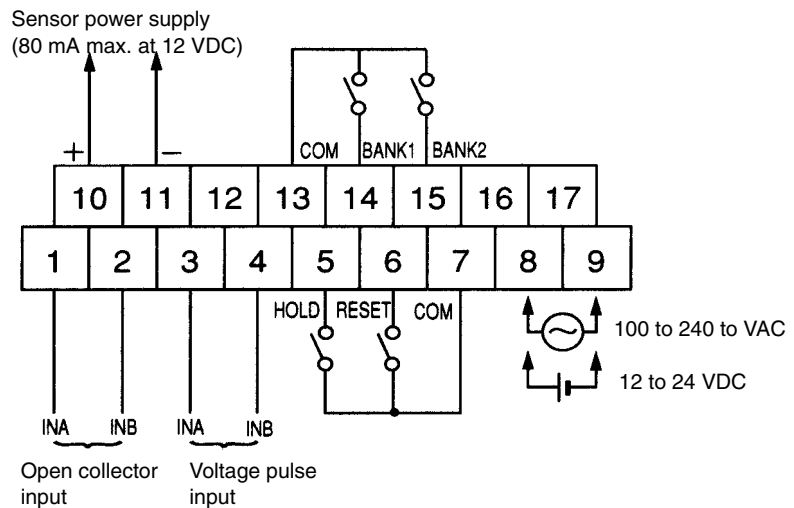 Sensor power supply
(80 mA max. at 12 VDC)
+ −
COM BANK1 BANK2
10 11 12 13 14 15 16 17
1 2 3 4 5 6 7 8 9
HOLD RESET COM
100 to 240 to VAC
12 to 24 VDC
INA INB INA INB
Open collector
input
Voltage pulse
input